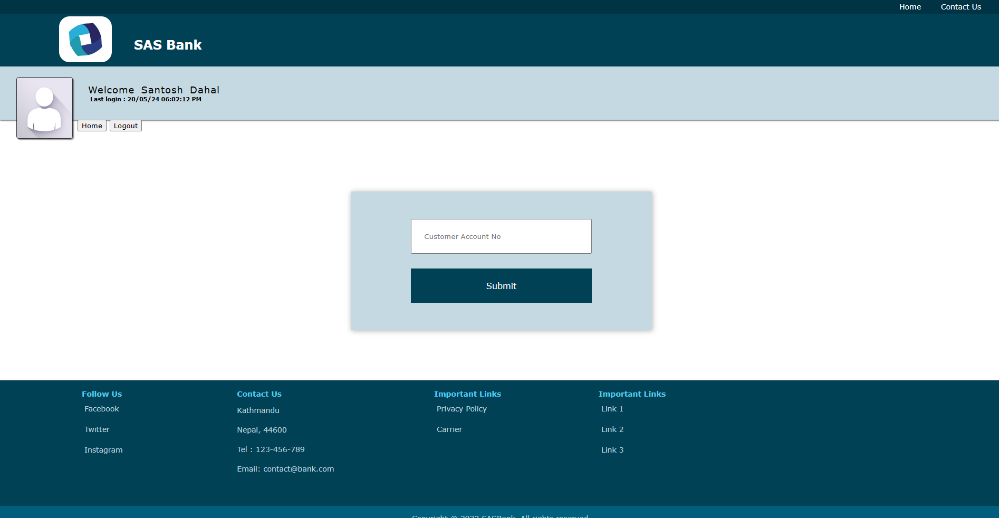 Home Contact Us
SAS Bank
Welcome Santosh Dahal
Last login : 20/05/24 06:02:12 PM
Home Logout
Customer Account No
Submit
Follow Us
Facebook
Twitter
Instagram
Contact Us
Kathmandu
Nepal, 44600
Tel : 123-456-789
Email: contact@bank.com
Important Links
Privacy Policy
Carrier
Important Links
Link 1
Link 2
Link 3
Copyright @ 2023 SASBank. All rights reserved.